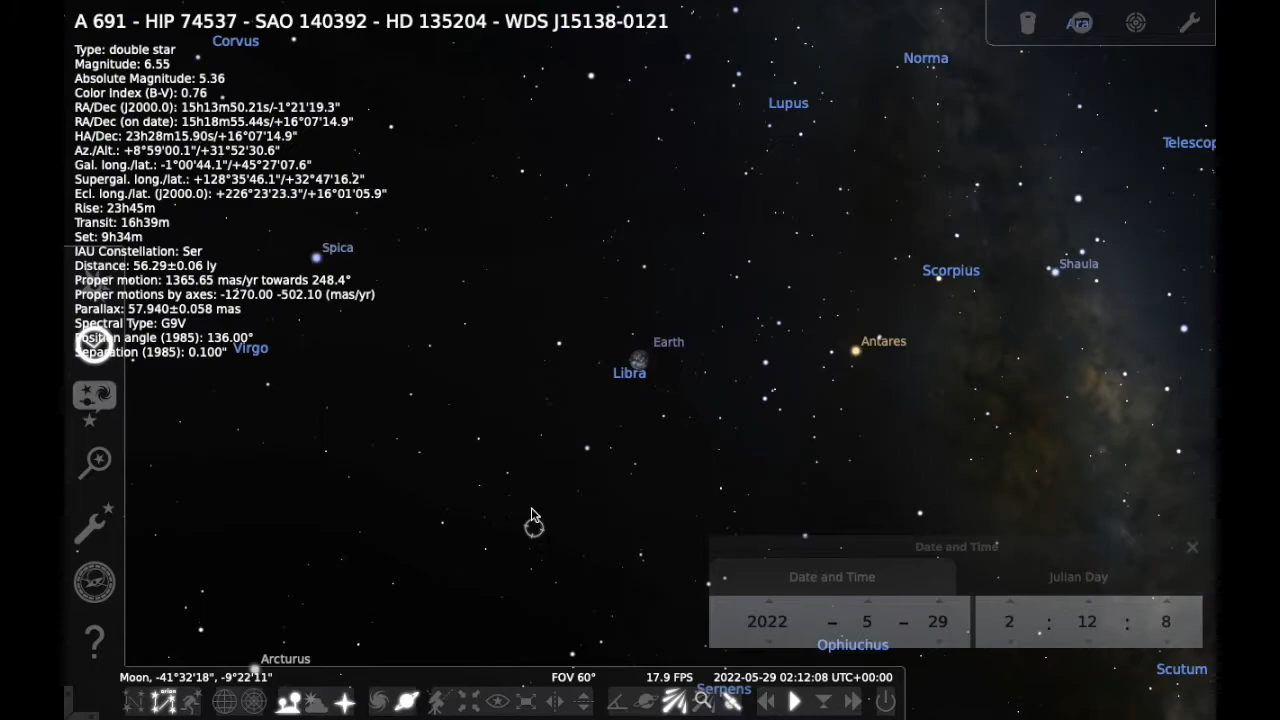 A 691 - HIP 74537 - SAO 140392 - HD 135204 - WDS J15138-0121
Ara
Corvus
Type: double star
Magnitude: 6.55
Norma
Absolute Magnitude: 5.36
Color Index (B-V): 0.76
Lupus
RA/Dec (J2000.0): 15h13m50.21s/-1°21'19.3"
RA/Dec (on date): 15h18m55.44s/+16°07'14.9"
HA/Dec: 23h28m15.90s/+16°07'14.9"
Telescop
Az./Alt.: +8°59'00.1"/+31°52'30.6"
Gal. long./lat.: -1°00'44.1"/+45°27'07.6"
Supergal. long./lat.: +128°35'46.1"/+32°47'16.2"
Ecl. long./lat. (J2000.0): +226°23'23.3"/+16°01'05.9"
Rise: 23h45m
Transit: 16h39m
Set: 9h34m
IAU Constellation: Ser
Spica
Distance: 56.29±0.06 ly
Shaula
Scorpius
Proper motion: 1365.65 mas/yr towards 248.4°
Proper motions by axes: -1270.00 -502.10 (mas/yr)
Parallax: 57.940±0.058 mas
Spectral Type: G9V
Position angle (1985): 136.00°
Earth
Antares
Separation (1985): 0.100"
Virgo
Libra
Date and Time
Date and Time
Julian Day
2022 - 5 - 29
2 : 12 : 8
Ophiuchus
Arcturus
Scutum
Moon, -41°32'18", -9°22'11"
FOV 60°
17.9 FPS
2022-05-29 02:12:08 UTC+00:00
Serpens